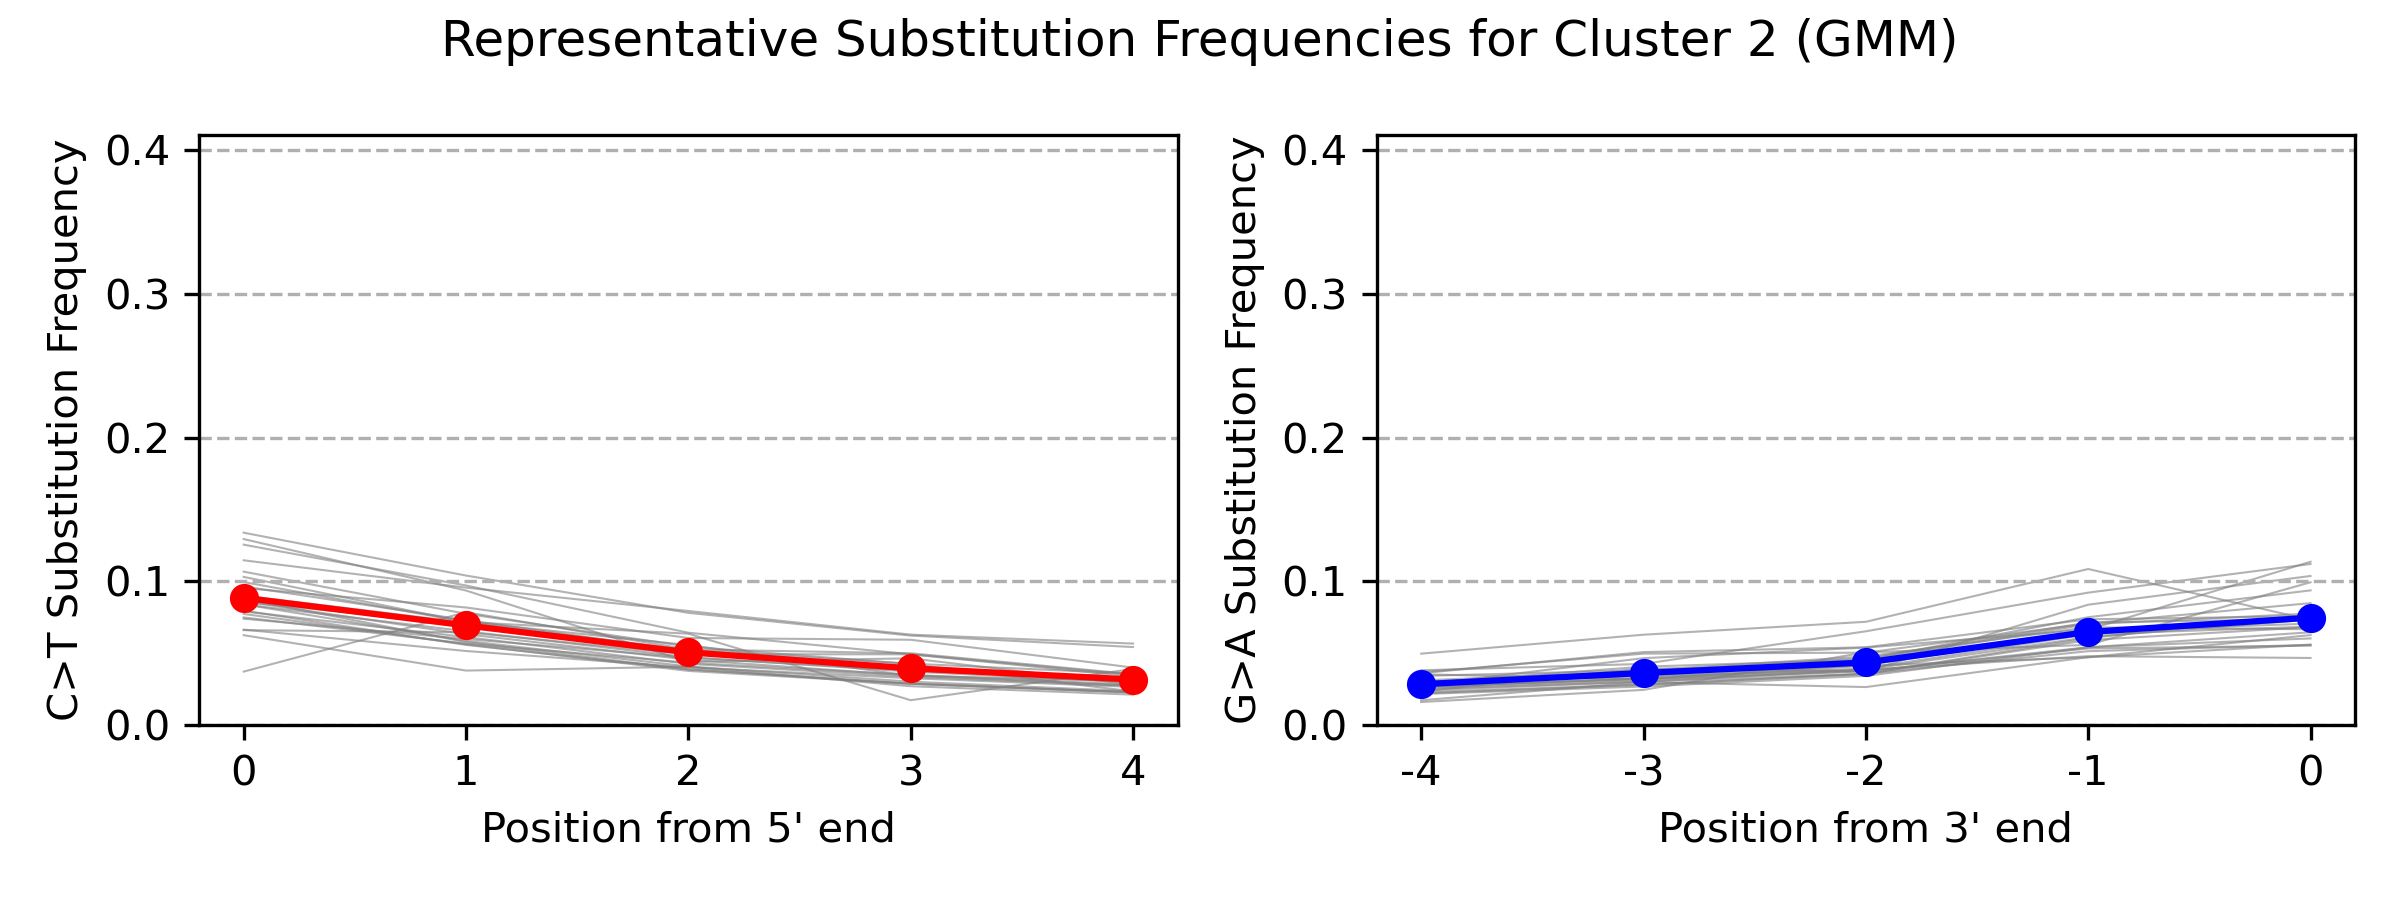 Representative Substitution Frequencies for Cluster 2 (GMM)
C>T Substitution Frequency
0.4
0.3
0.2
0.1
0.0
0 1 2 3 4
Position from 5' end
G>A Substitution Frequency
0.4
0.3
0.2
0.1
0.0
-4 -3 -2 -1 0
Position from 3' end